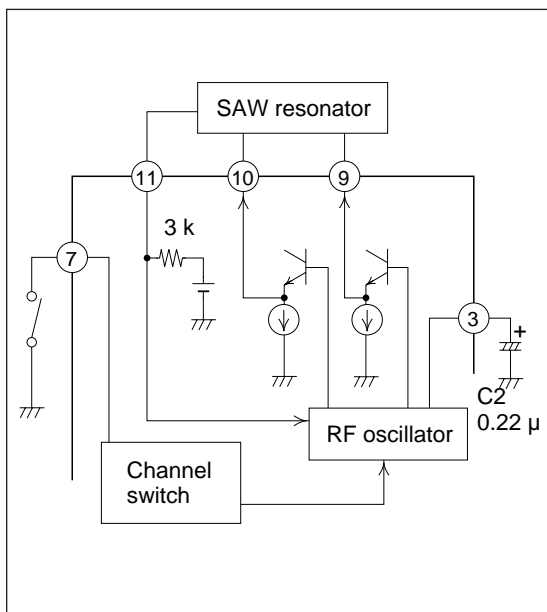 SAW resonator
11
10
9
3 k
7
3
+
C2
0.22 µ
RF oscillator
Channel
switch